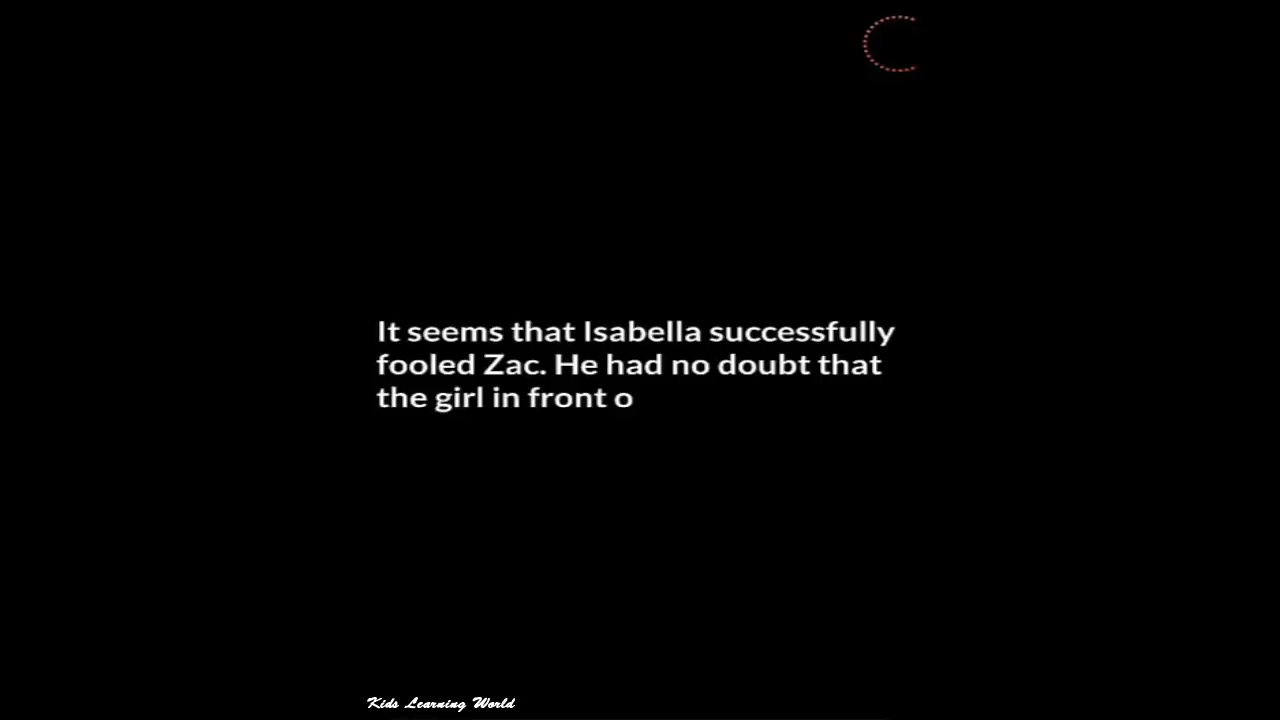 It seems that Isabella successfully
fooled Zac. He had no doubt that
the girl in front o
Kids Learning World